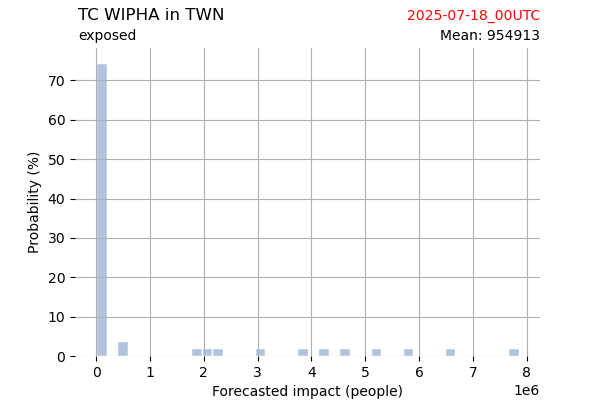 TC WIPHA in TWN
2025-07-18_00UTC
exposed
Mean: 954913
Probability (%)
70
60
50
40
30
20
10
0
0 1 2 3 4 5 6 7 8
1e6
Forecasted impact (people)